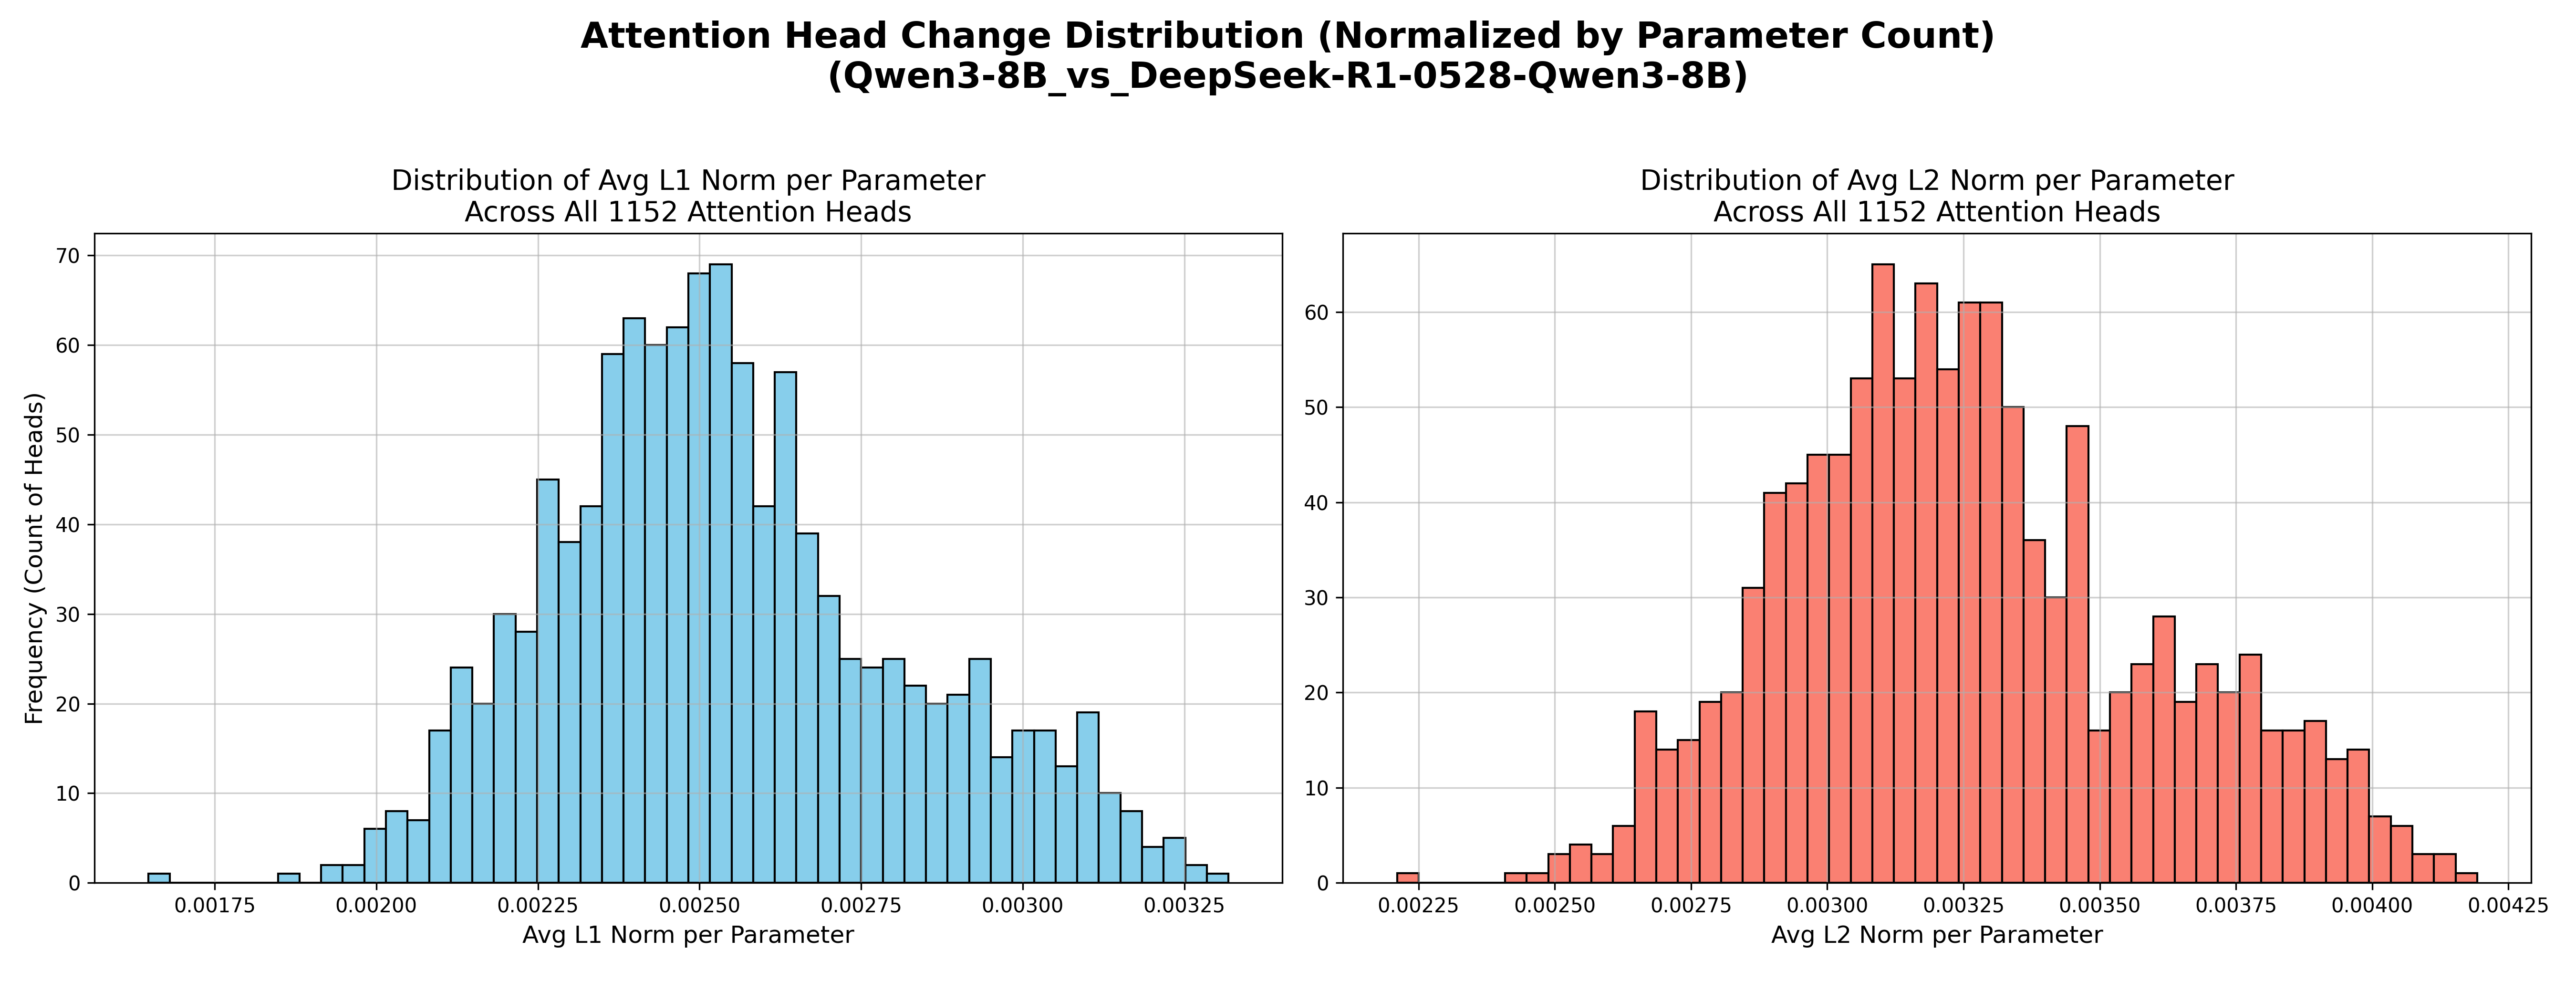 Attention Head Change Distribution (Normalized by Parameter Count)
(Qwen3-8B_vs_DeepSeek-R1-0528-Qwen3-8B)
Distribution of Avg L1 Norm per Parameter
Across All 1152 Attention Heads
Frequency (Count of Heads)
70
60
50
40
30
20
10
0
0.00175 0.00200 0.00225 0.00250 0.00275 0.00300 0.00325
Avg L1 Norm per Parameter
Distribution of Avg L2 Norm per Parameter
Across All 1152 Attention Heads
60
50
40
30
20
10
0
0.00225 0.00250 0.00275 0.00300 0.00325 0.00350 0.00375 0.00400 0.00425
Avg L2 Norm per Parameter